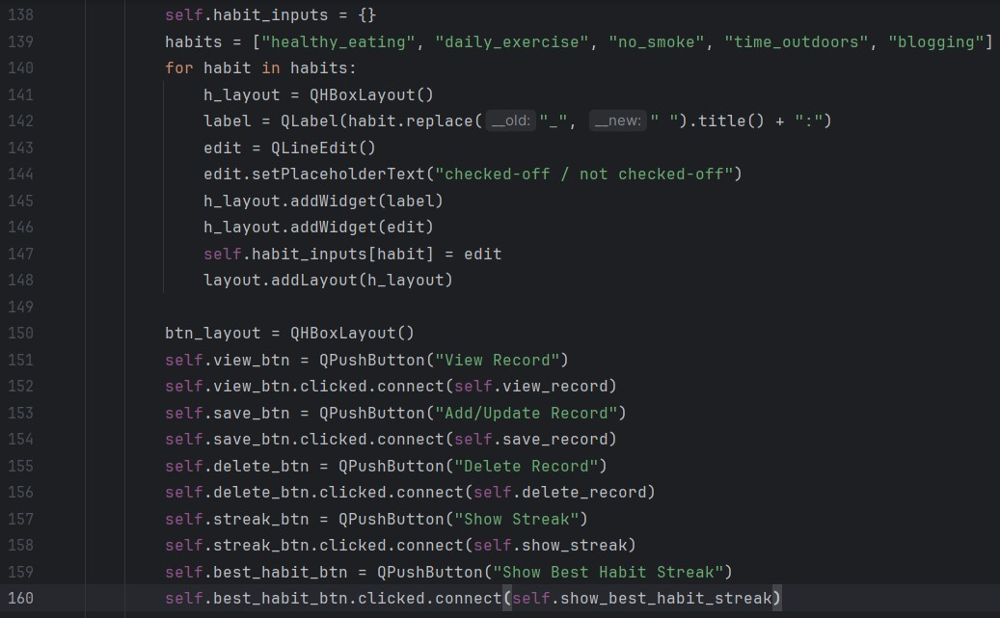 138 self.habit_inputs = {}
139 habits = ["healthy_eating", "daily_exercise", "no_smoke", "time_outdoors", "blogging"]
140 for habit in habits:
141 h_layout = QHBoxLayout()
142 label = QLabel(habit.replace( __old: "_", __new: " ").title() + ":")
143 edit = QLineEdit()
144 edit.setPlaceholderText("checked-off / not checked-off")
145 h_layout.addWidget(label)
146 h_layout.addWidget(edit)
147 self.habit_inputs[habit] = edit
148 layout.addLayout(h_layout)
149
150 btn_layout = QHBoxLayout()
151 self.view_btn = QPushButton("View Record")
152 self.view_btn.clicked.connect(self.view_record)
153 self.save_btn = QPushButton("Add/Update Record")
154 self.save_btn.clicked.connect(self.save_record)
155 self.delete_btn = QPushButton("Delete Record")
156 self.delete_btn.clicked.connect(self.delete_record)
157 self.streak_btn = QPushButton("Show Streak")
158 self.streak_btn.clicked.connect(self.show_streak)
159 self.best_habit_btn = QPushButton("Show Best Habit Streak")
160 self.best_habit_btn.clicked.connect(self.show_best_habit_streak)